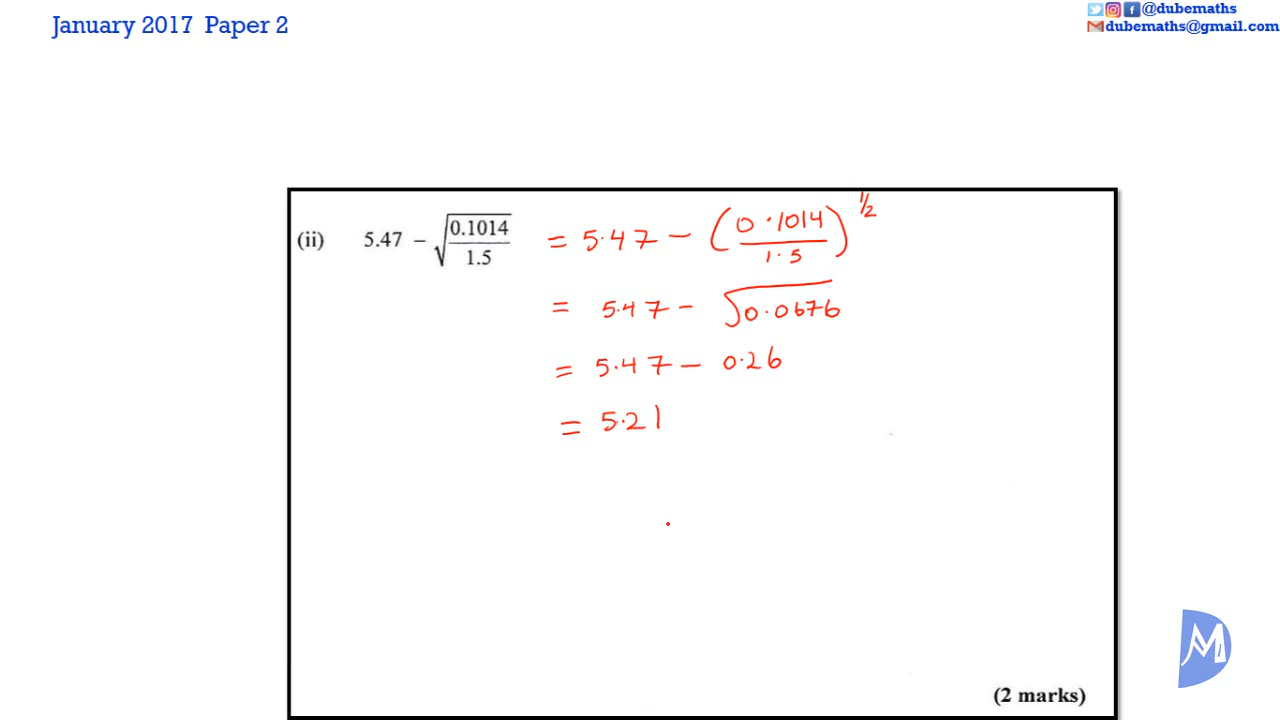 January 2017 Paper 2
@dubemaths
dubemaths@gmail.com
(ii) 5.47 − √(0.1014/1.5) = 5.47 − (0.1014/1.5)^1/2
= 5.47 − √0.0676
= 5.47 − 0.26
= 5.21
(2 marks)
DM